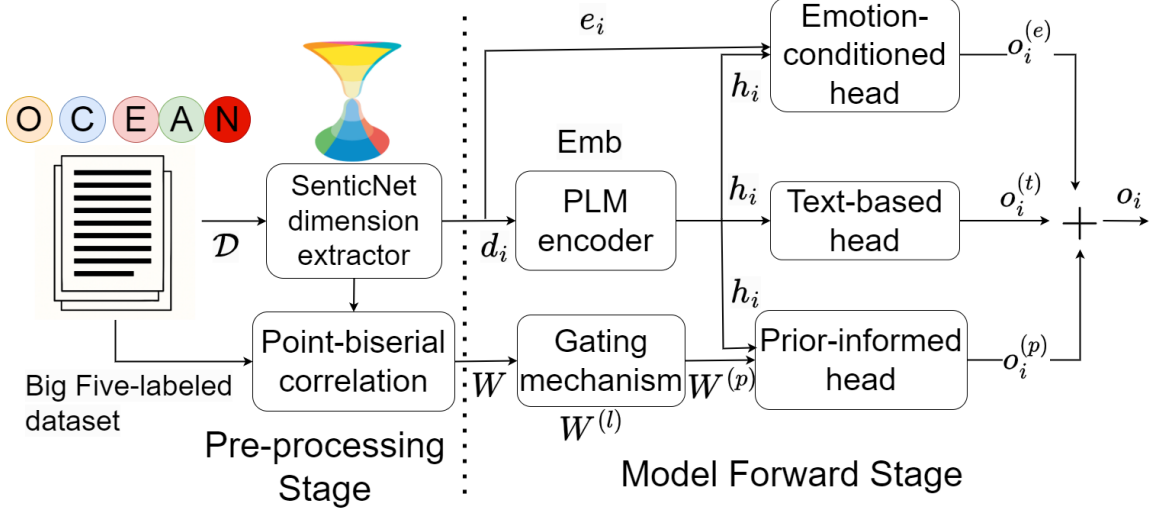 O C E A N
𝒟
Big Five-labeled
dataset
SenticNet
dimension
extractor
Point-biserial
correlation
Pre-processing
Stage
e_i
d_i
Emb
PLM
encoder
W
Gating
mechanism
W^{(l)}
W^{(p)}
h_i
h_i
h_i
Emotion-
conditioned
head
Text-based
head
Prior-informed
head
o_i^{(e)}
o_i^{(t)}
o_i^{(p)}
+
o_i
Model Forward Stage